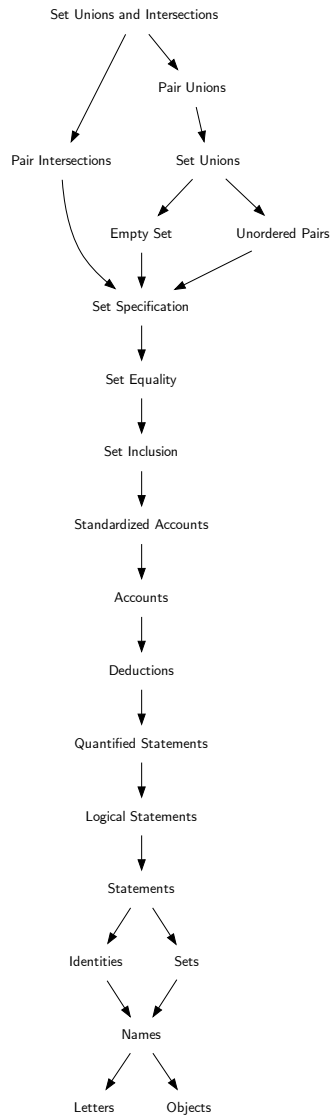 Set Unions and Intersections
Pair Unions
Pair Intersections
Set Unions
Empty Set
Unordered Pairs
Set Specification
Set Equality
Set Inclusion
Standardized Accounts
Accounts
Deductions
Quantified Statements
Logical Statements
Statements
Identities
Sets
Names
Letters
Objects